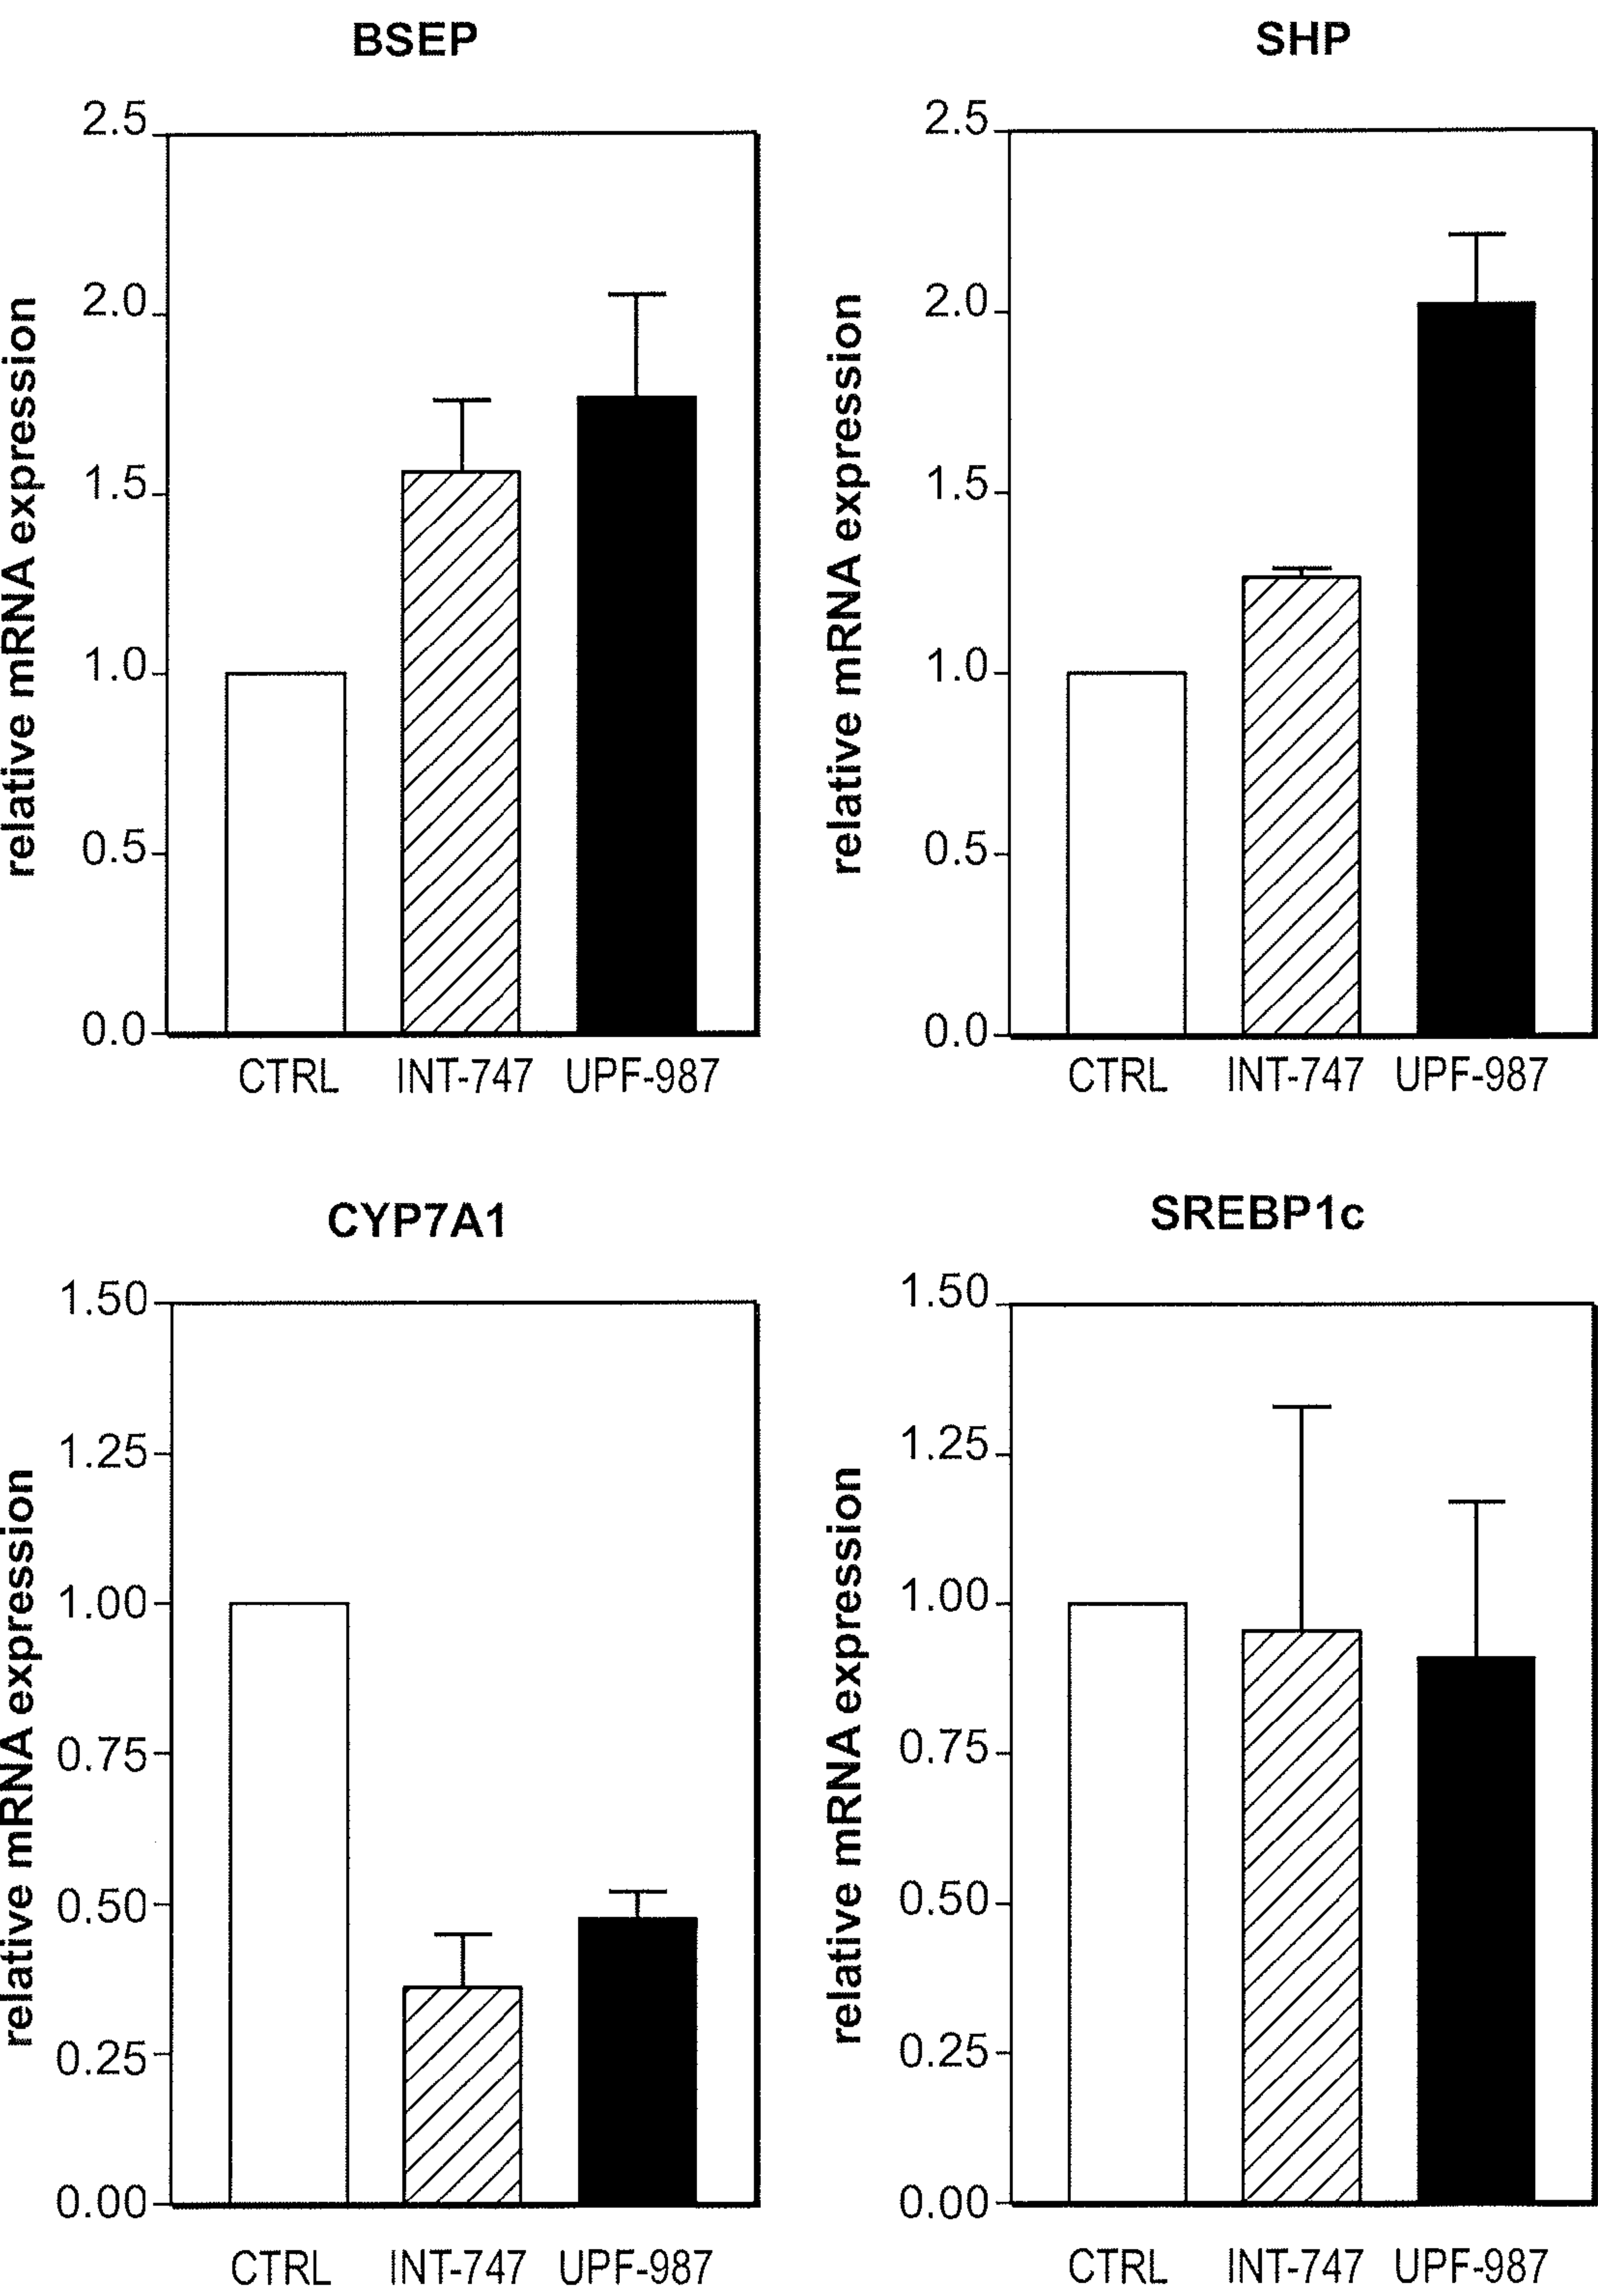 BSEP
relative mRNA expression
2.5
2.0
1.5
1.0
0.5
0.0
CTRL INT-747 UPF-987
SHP
relative mRNA expression
2.5
2.0
1.5
1.0
0.5
0.0
CTRL INT-747 UPF-987
CYP7A1
relative mRNA expression
1.50
1.25
1.00
0.75
0.50
0.25
0.00
CTRL INT-747 UPF-987
SREBP1c
relative mRNA expression
1.50
1.25
1.00
0.75
0.50
0.25
0.00
CTRL INT-747 UPF-987